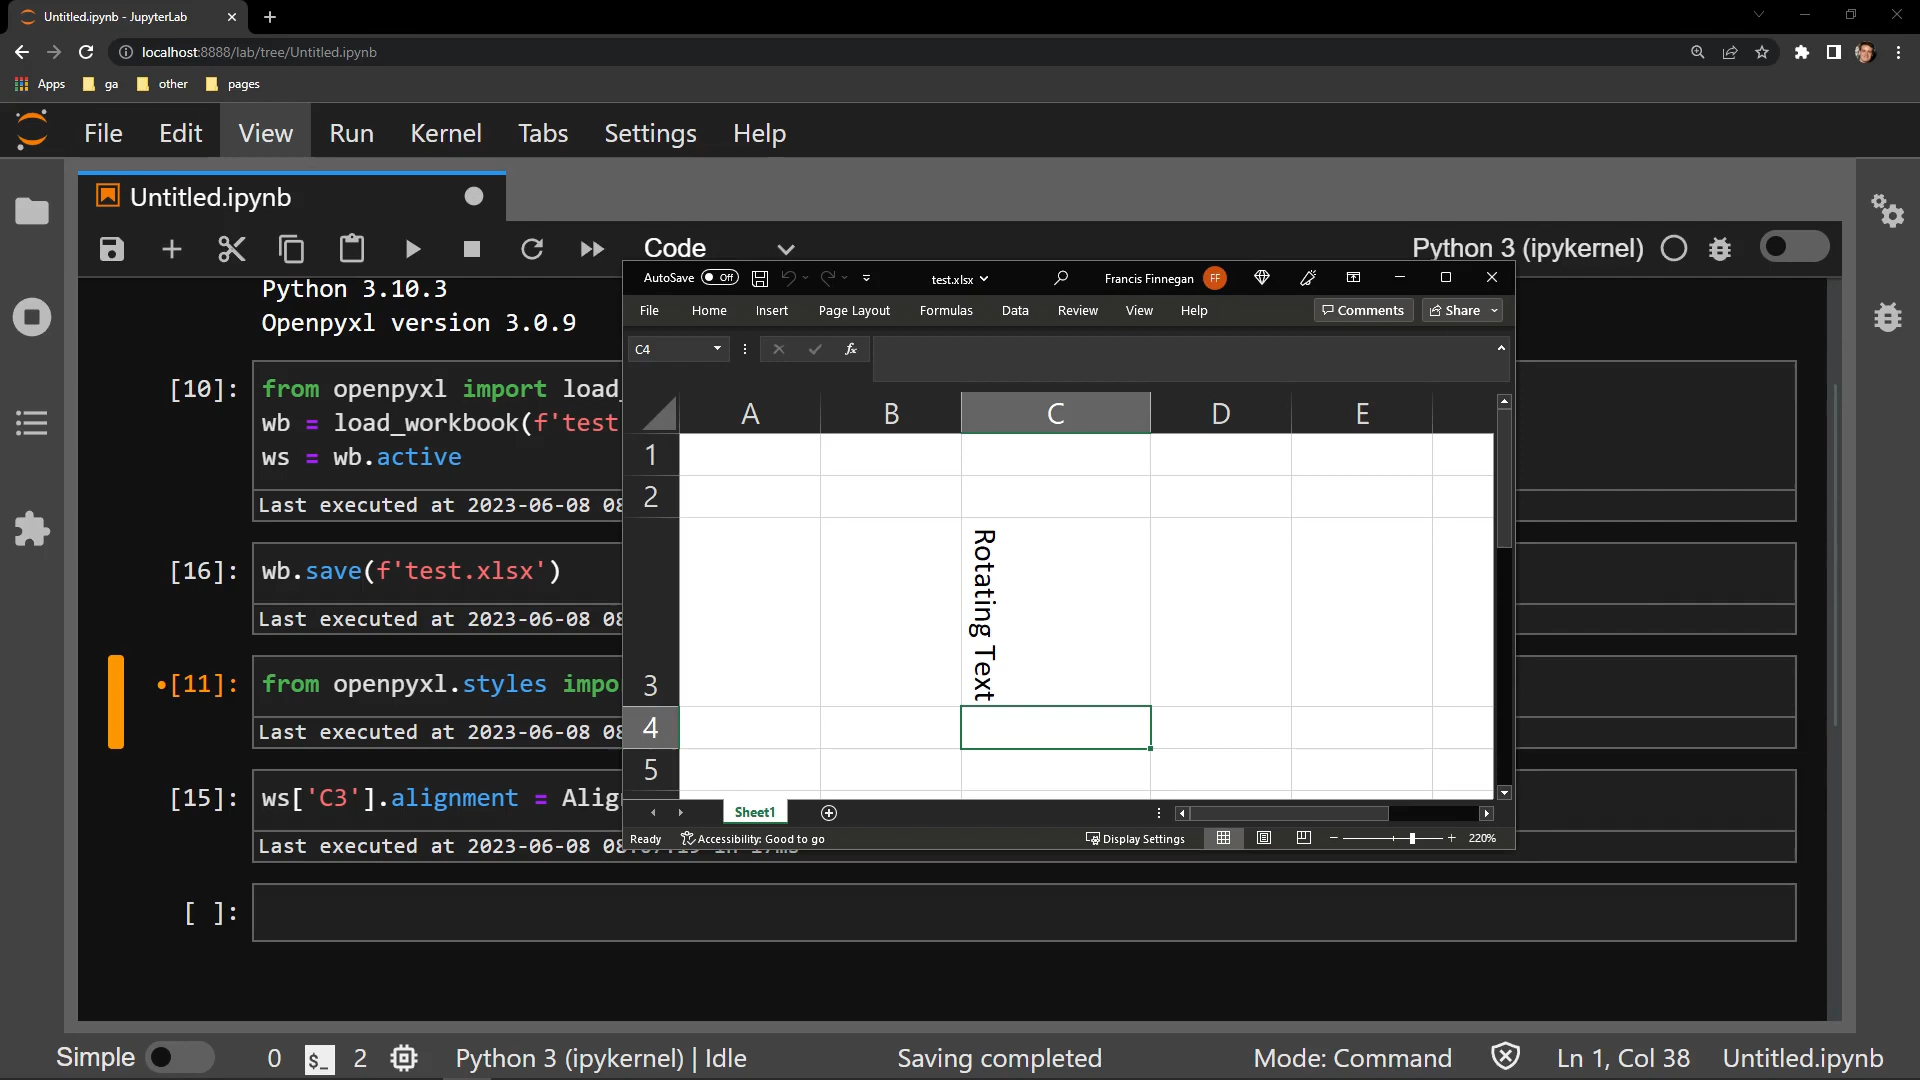 Untitled.ipynb - JupyterLab
localhost:8888/lab/tree/Untitled.ipynb
Apps ga other pages
File Edit View Run Kernel Tabs Settings Help
Untitled.ipynb
Code Python 3 (ipykernel)
Python 3.10.3
Openpyxl version 3.0.9
[10]: from openpyxl import load_
wb = load_workbook(f'test
ws = wb.active
Last executed at 2023-06-08 08
[16]: wb.save(f'test.xlsx')
Last executed at 2023-06-08 08
[11]: from openpyxl.styles impo
Last executed at 2023-06-08 08
[15]: ws['C3'].alignment = Alig
Last executed at 2023-06-08
[ ]:
AutoSave Off test.xlsx Francis Finnegan FF
File Home Insert Page Layout Formulas Data Review View Help Comments Share
C4 fx
A B C D E
1
2
3 Rotating Text
4
5
Sheet1
Ready Accessibility: Good to go Display Settings 220%
Simple 0 $_ 2 Python 3 (ipykernel) | Idle Saving completed Mode: Command Ln 1, Col 38 Untitled.ipynb